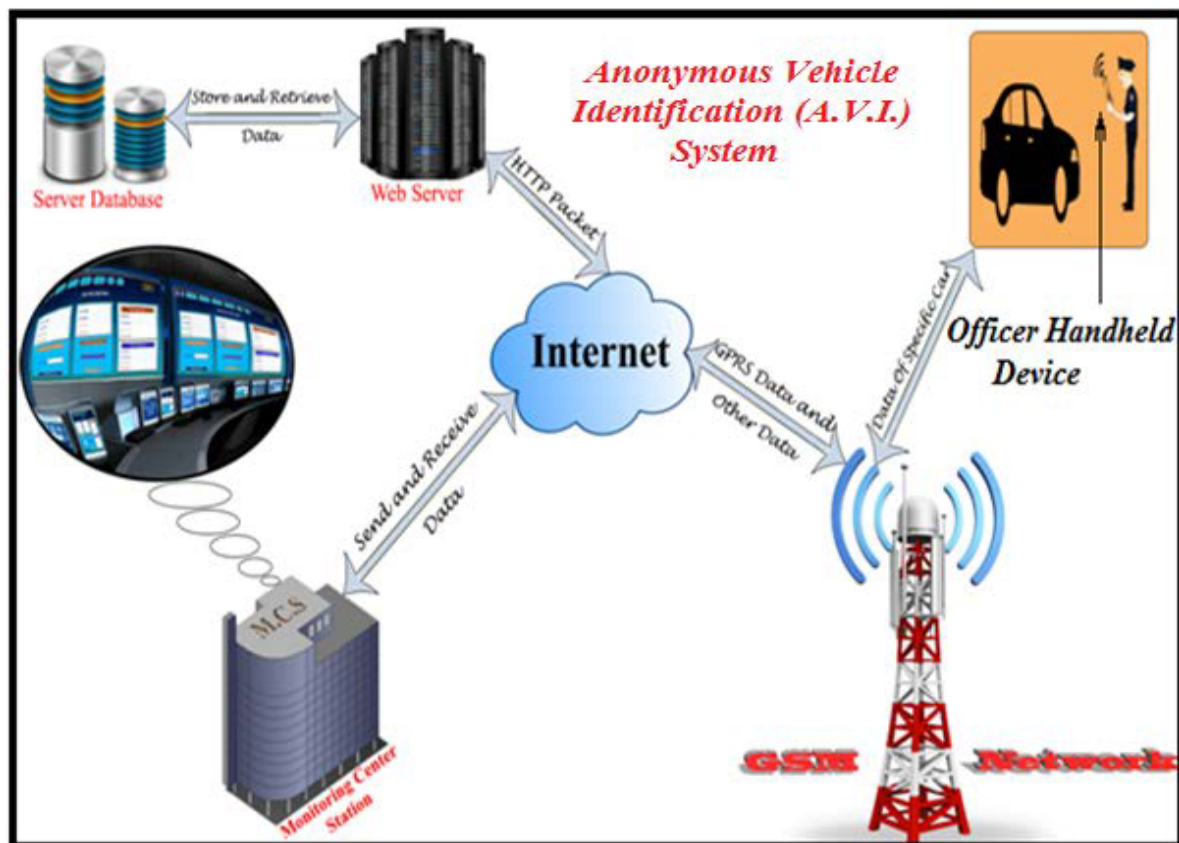 Anonymous Vehicle
Identification (A.V.I.)
System
Store and Retrieve
Data
Server Database
Web Server
HTTP Packet
Internet
GPRS Data and
Other Data
Data Of Specific Car
Officer Handheld
Device
Send and Receive
Data
M.C.S
Monitoring Center
Station
GSM Network